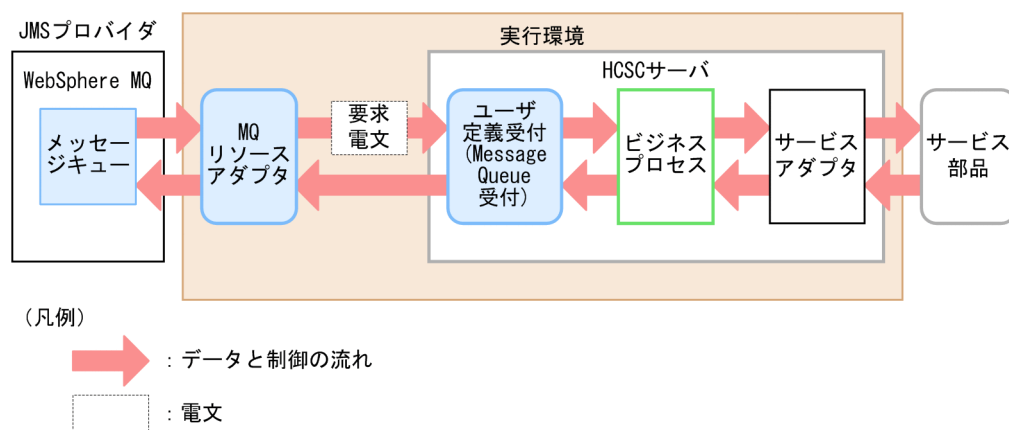 JMSプロバイダ
実行環境
WebSphere MQ
HCSCサーバ
メッセー
ジキュー
MQ
リソース
アダプタ
要求
電文
ユーザ
定義受付
(Message
Queue
受付)
ビジネス
プロセス
サービス
アダプタ
サービス
部品
(凡例)
：データと制御の流れ
：電文